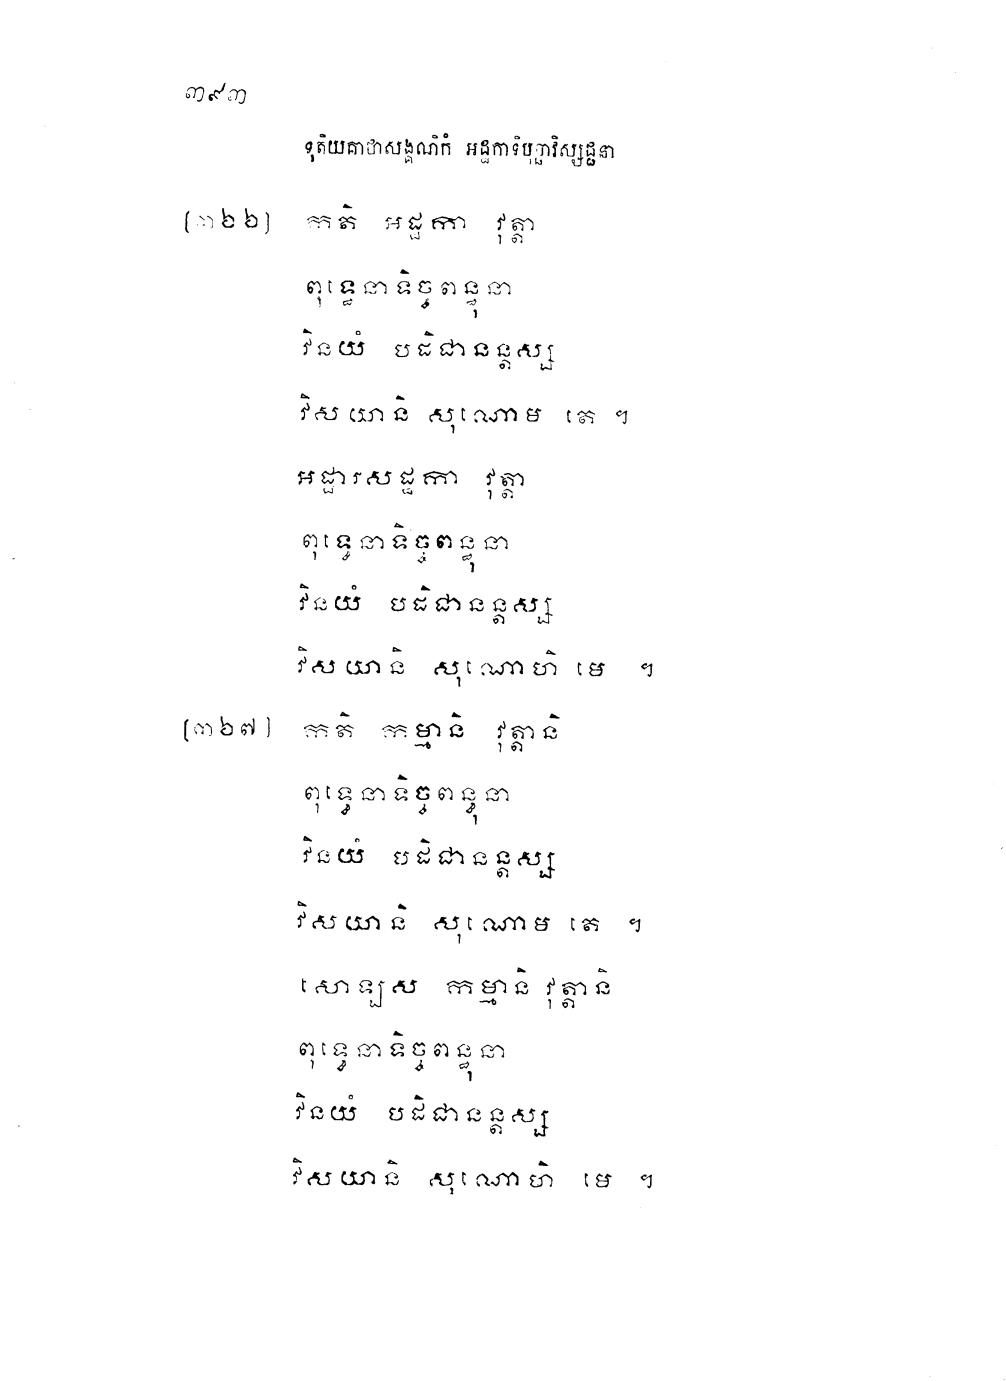 ៣៩៣
ទុតិយគាថាសង្គណិកំ អដ្ឋកាទិបុច្ឆាវិស្សជ្ជនា
[៣៦៦] កតិ អដ្ឋកា វុត្តា
ពុទ្ធេនាទិច្ចពន្ធុនា
វិនយំ បដិជានន្តស្ស
វិសយានិ សុណោម តេ ។
អដ្ឋារសដ្ឋកា វុត្តា
ពុទ្ធេនាទិច្ចពន្ធុនា
វិនយំ បដិជានន្តស្ស
វិសយានិ សុណោហិ មេ ។
[៣៦៧] កតិ កម្មានិ វុត្តានិ
ពុទ្ធេនាទិច្ចពន្ធុនា
វិនយំ បដិជានន្តស្ស
វិសយានិ សុណោម តេ ។
សោឡស កម្មានិ វុត្តានិ
ពុទ្ធេនាទិច្ចពន្ធុនា
វិនយំ បដិជានន្តស្ស
វិសយានិ សុណោហិ មេ ។